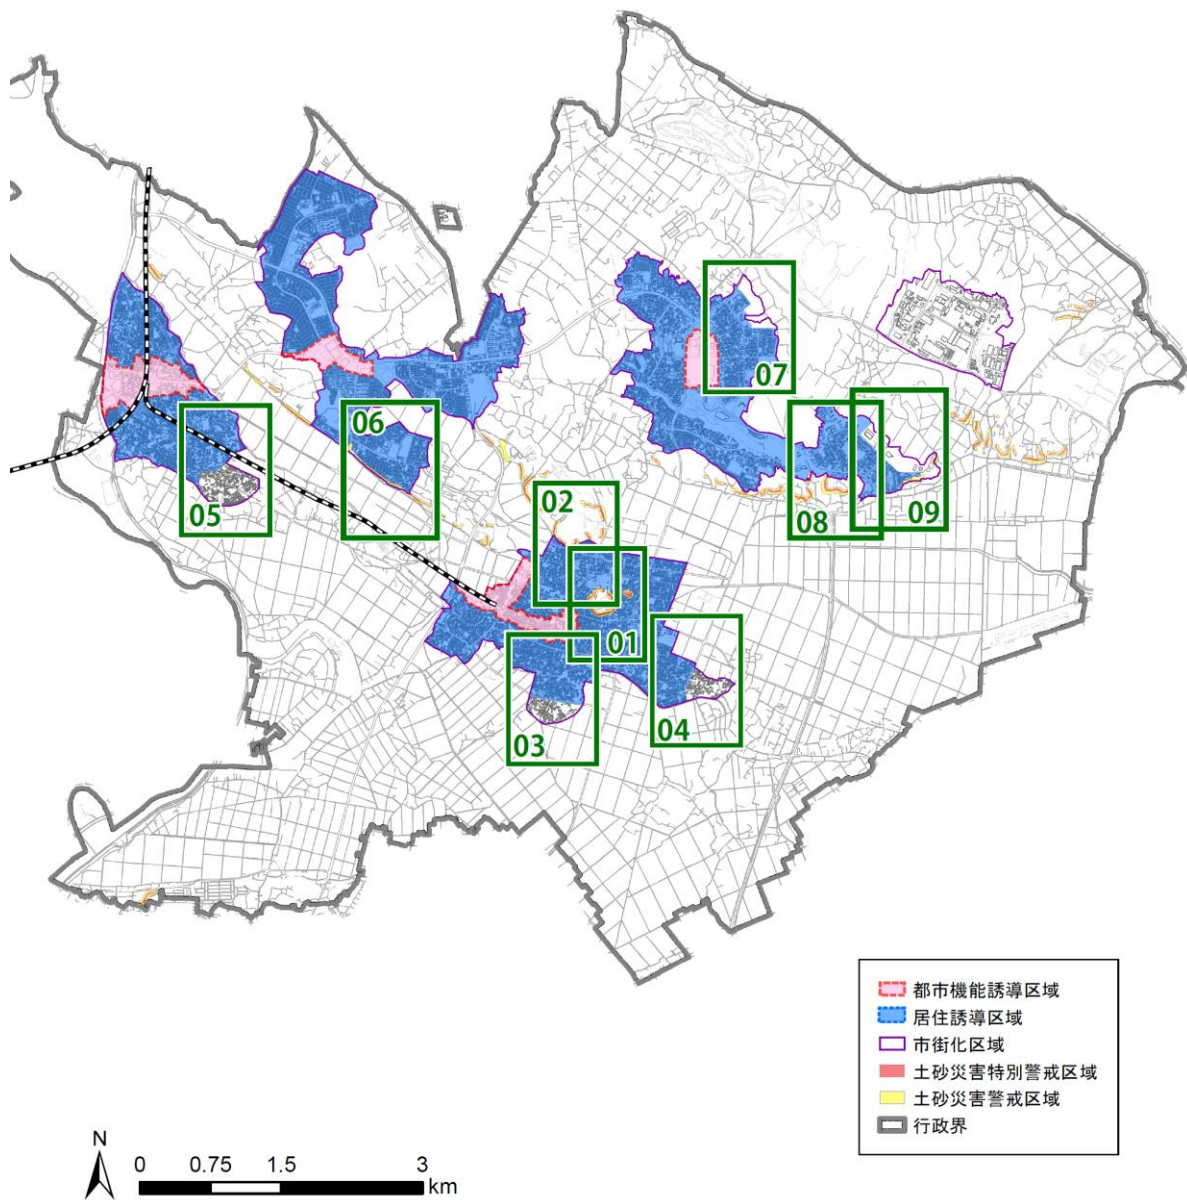 07
06
09
02
08
05
01
03
04
都市機能誘導区域
居住誘導区域
市街化区域
土砂災害特別警戒区域
土砂災害警戒区域
行政界
N
0 0.75 1.5 3
km